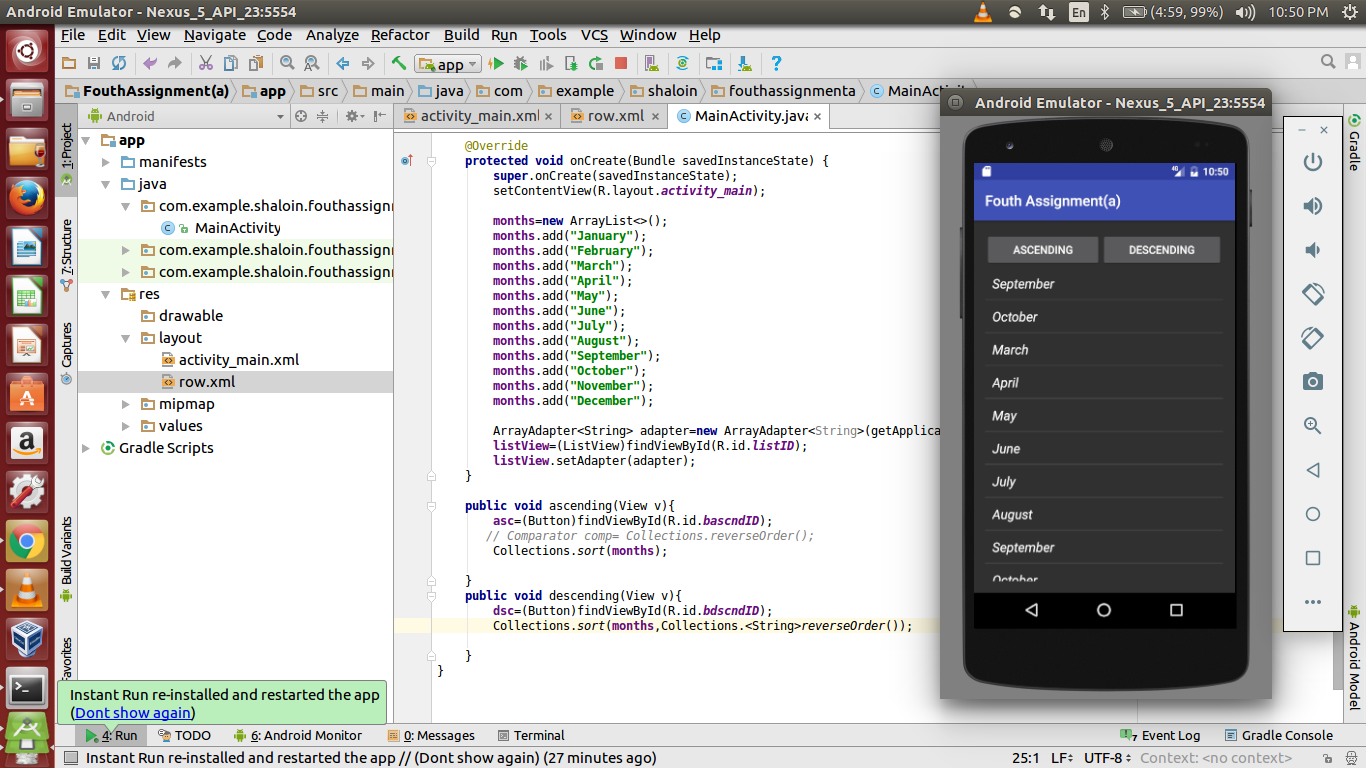 Android Emulator - Nexus_5_API_23:5554
En
(4:59, 99%)
10:50 PM
File Edit View Navigate Code Analyze Refactor Build Run Tools VCS Window Help
app
FouthAssignment(a) app src main java com example shaloin fouthassignmenta MainActivity
Android Emulator - Nexus_5_API_23:5554
Android
activity_main.xml
row.xml
MainActivity.java
1: Project
7: Structure
Captures
Build Variants
Favorites
app
manifests
java
com.example.shaloin.fouthassignm
MainActivity
com.example.shaloin.fouthassignm
com.example.shaloin.fouthassignm
res
drawable
layout
activity_main.xml
row.xml
mipmap
values
Gradle Scripts
@Override
protected void onCreate(Bundle savedInstanceState) {
super.onCreate(savedInstanceState);
setContentView(R.layout.activity_main);
months=new ArrayList<>();
months.add("January");
months.add("February");
months.add("March");
months.add("April");
months.add("May");
months.add("June");
months.add("July");
months.add("August");
months.add("September");
months.add("October");
months.add("November");
months.add("December");
ArrayAdapter<String> adapter=new ArrayAdapter<String>(getApplica
listView=(ListView)findViewById(R.id.listID);
listView.setAdapter(adapter);
}
public void ascending(View v){
asc=(Button)findViewById(R.id.bascndID);
// Comparator comp= Collections.reverseOrder();
Collections.sort(months);
}
public void descending(View v){
dsc=(Button)findViewById(R.id.bdscndID);
Collections.sort(months,Collections.<String>reverseOrder());
}
}
4G
10:50
Fouth Assignment(a)
ASCENDING DESCENDING
September
October
March
April
May
June
July
August
September
October
Gradle
Android Model
Instant Run re-installed and restarted the app
(Dont show again)
4: Run TODO 6: Android Monitor 0: Messages Terminal
Event Log Gradle Console
Instant Run re-installed and restarted the app // (Dont show again) (27 minutes ago)
25:1 LF UTF-8 Context: <no context>